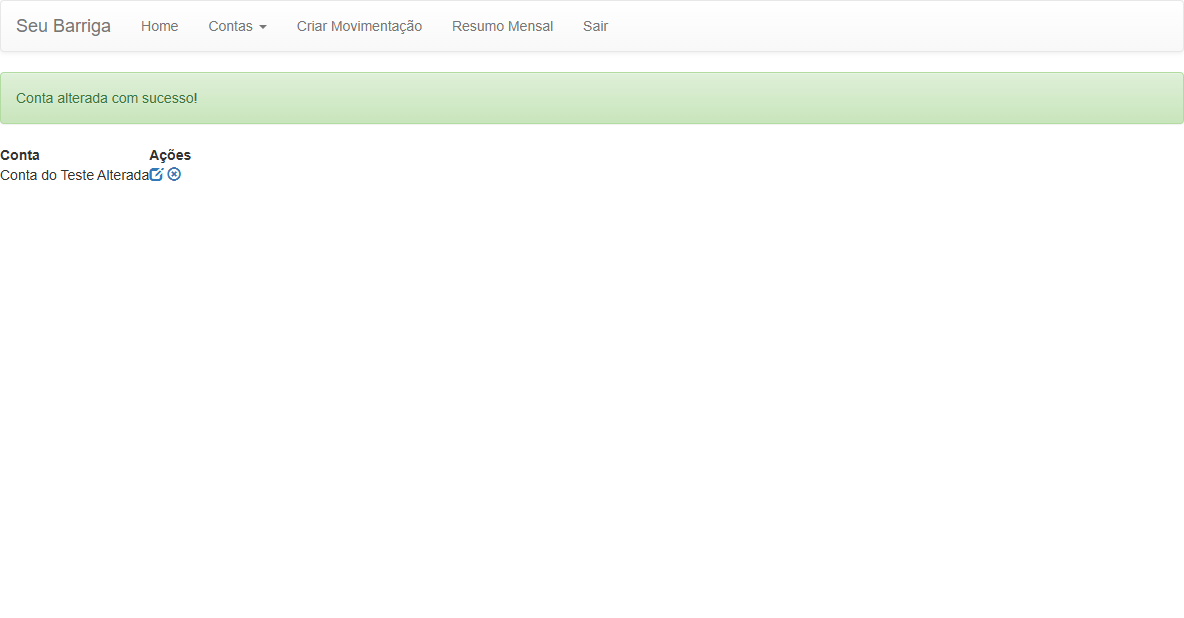 Seu Barriga Home Contas Criar Movimentação Resumo Mensal Sair
Conta alterada com sucesso!
Conta Ações
Conta do Teste Alterada